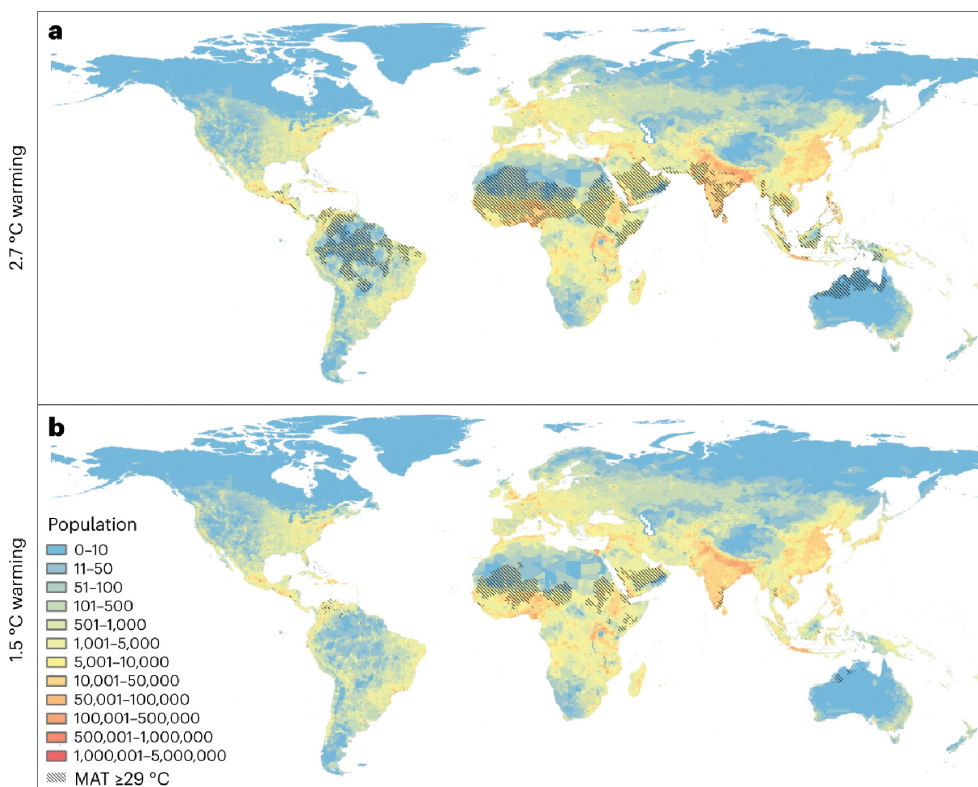 a
2.7 °C warming
b
1.5 °C warming
Population
0–10
11–50
51–100
101–500
501–1,000
1,001–5,000
5,001–10,000
10,001–50,000
50,001–100,000
100,001–500,000
500,001–1,000,000
1,000,001–5,000,000
MAT ≥29 °C